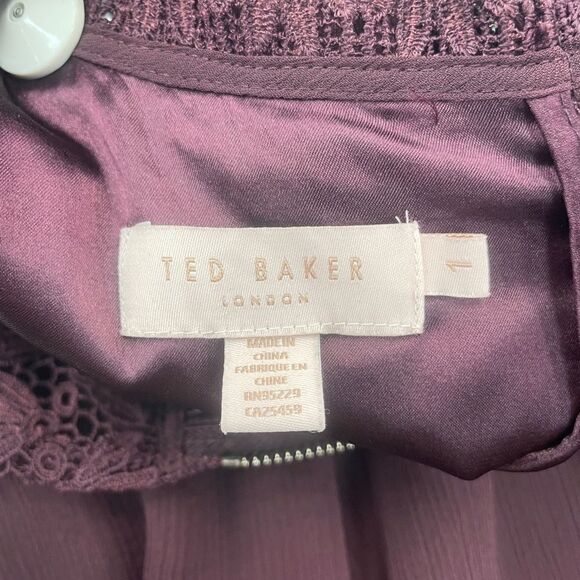 TED BAKER
LONDON
1
MADE IN
CHINA
FABRIQUE EN
CHINE
RN95229
CA25459